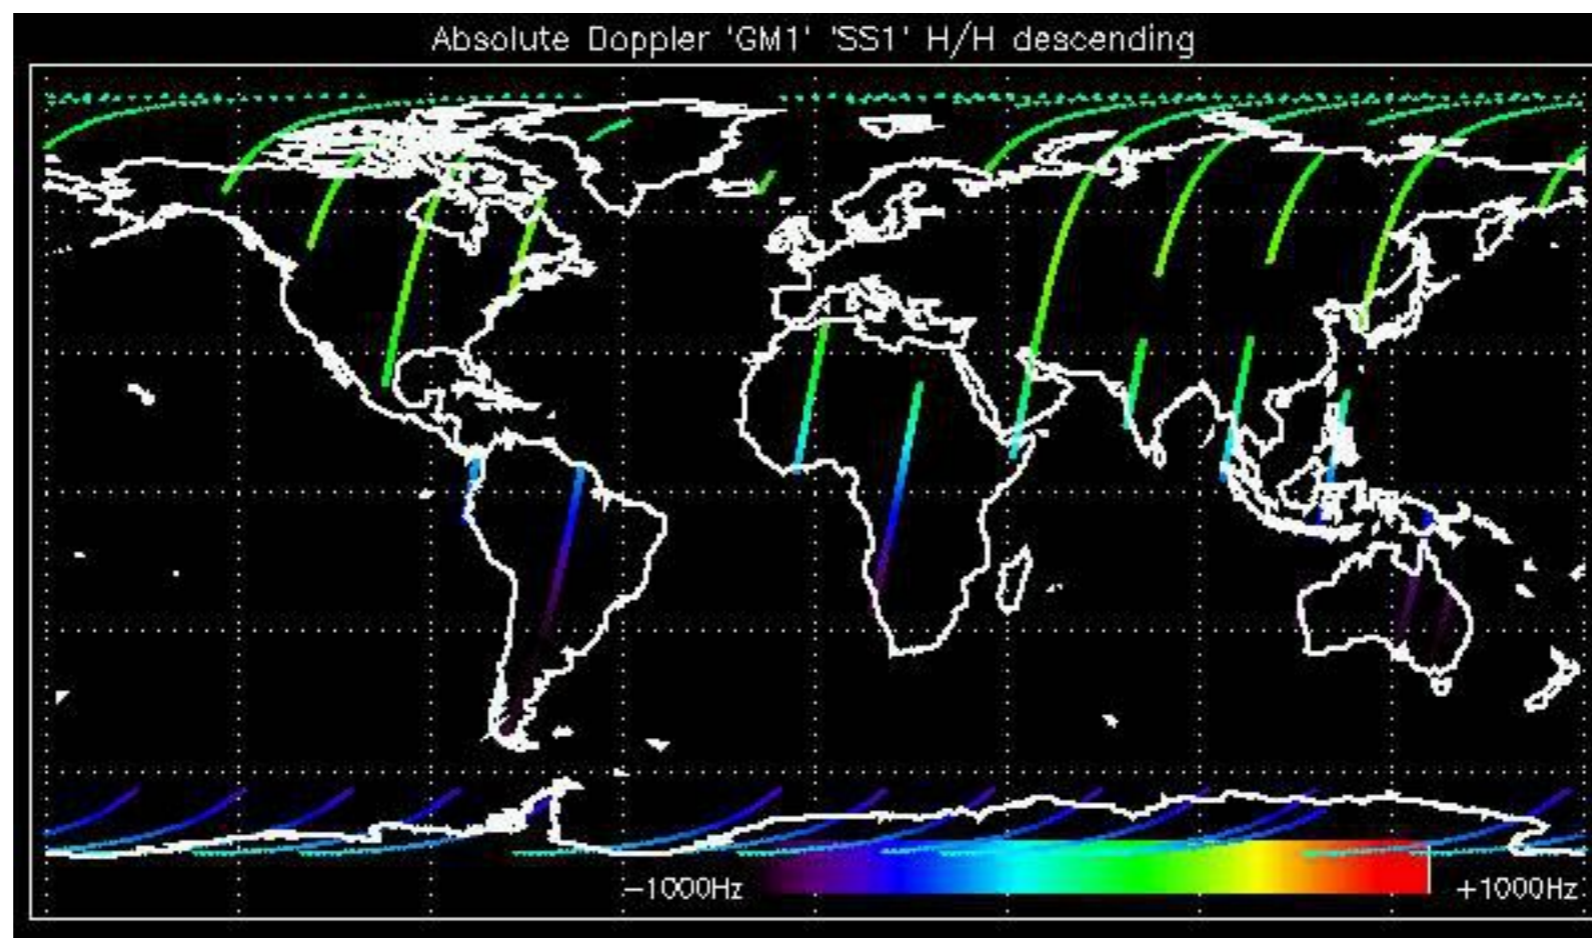 Absolute Doppler 'GM1' 'SS1' H/H descending
−1000Hz
+1000Hz